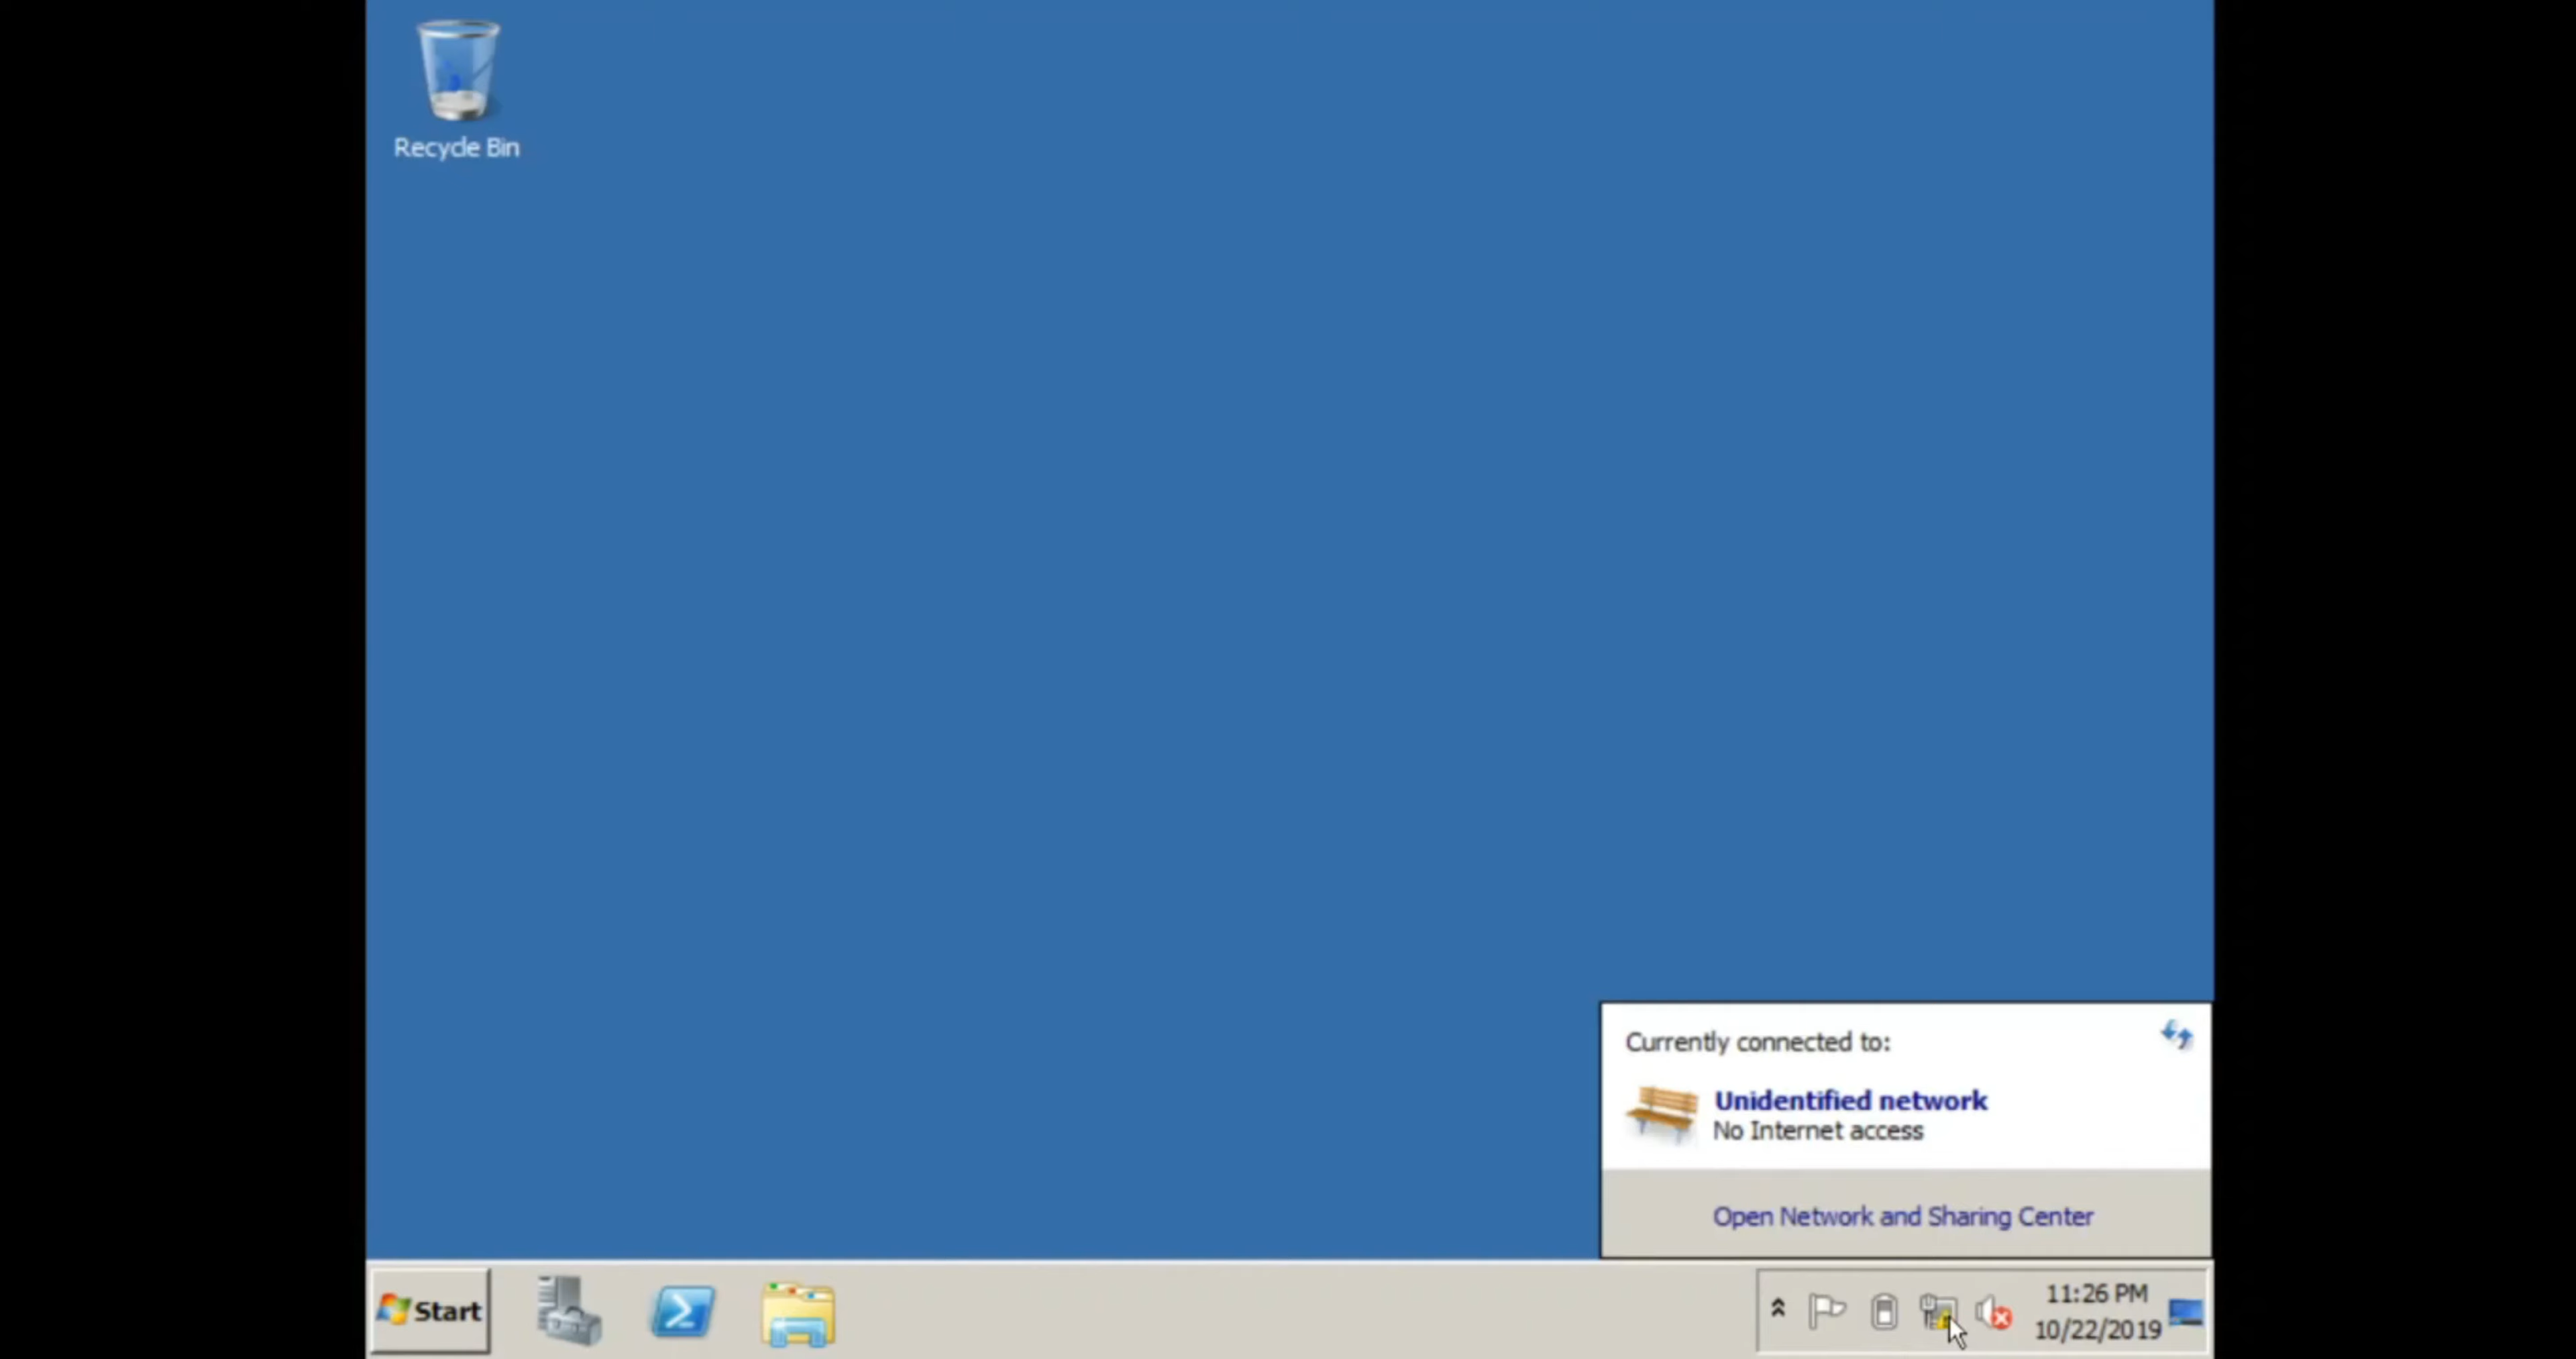 Recycle Bin
Currently connected to:
Unidentified network
No Internet access
Open Network and Sharing Center
Start
11:26 PM
10/22/2019